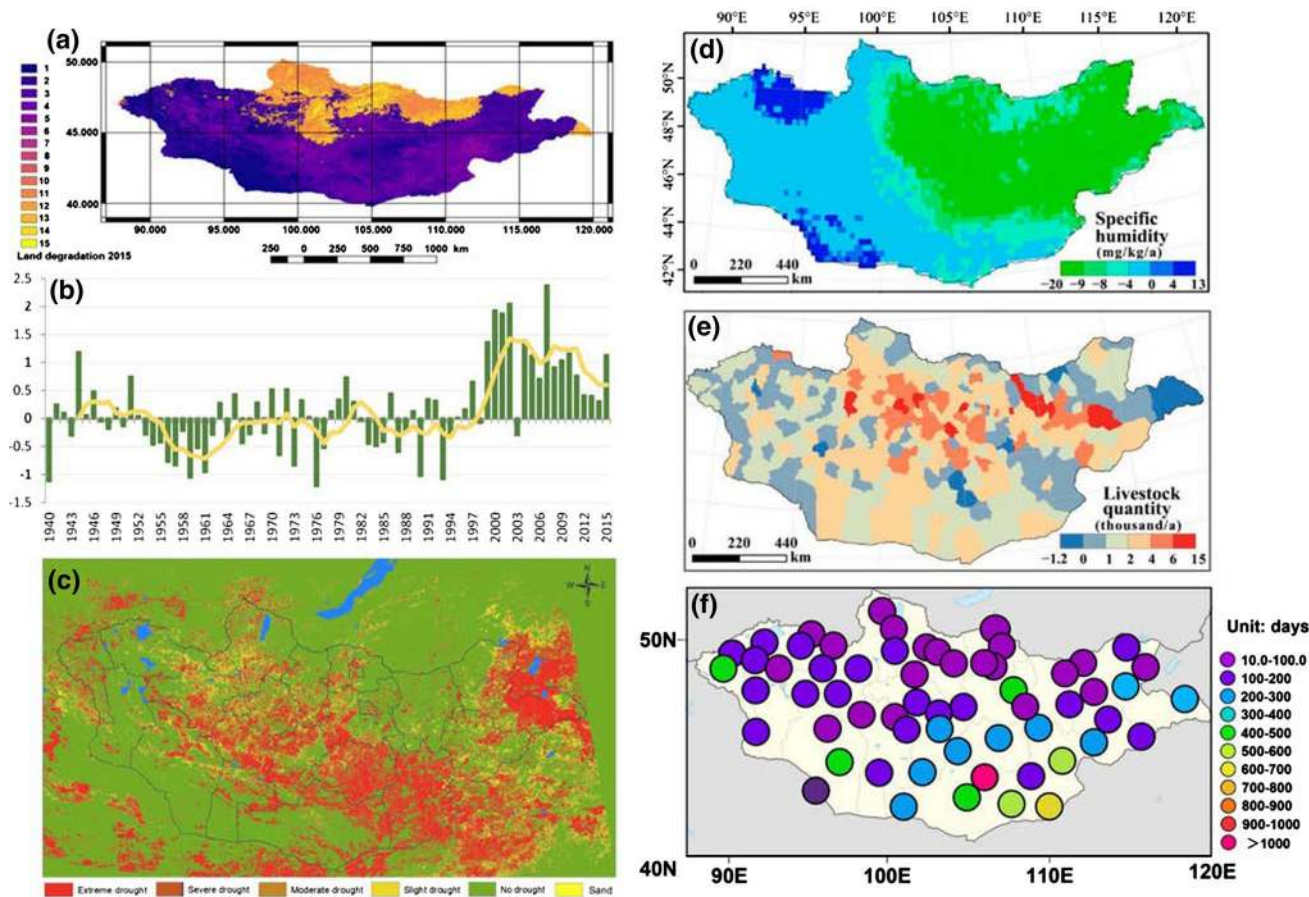 (a)
1
2
3
4
5
6
7
8
9
10
11
12
13
14
15
Land degradation 2015
50.000
45.000
40.000
90.000 95.000 100.000 105.000 110.000 115.000 120.000
250 0 250 500 750 1000 km
(b)
2.5
2
1.5
1
0.5
0
-0.5
-1
-1.5
1940 1943 1946 1949 1952 1955 1958 1961 1964 1967 1970 1973 1976 1979 1982 1985 1988 1991 1994 1997 2000 2003 2006 2009 2012 2015
(c)
N
W E
S
Extreme drought Severe drought Moderate drought Slight drought No drought Sand
(d)
90°E 95°E 100°E 105°E 110°E 115°E 120°E
50°N
48°N
46°N
44°N
42°N
50°N
48°N
46°N
44°N
42°N
Specific
humidity
(mg/kg/a)
0 220 440
km
−20 −9 −8 −4 0 4 13
(e)
Livestock
quantity
(thousand/a)
0 220 440
km
−1.2 0 1 2 4 6 15
(f)
50N
40N
90E 100E 110E 120E
Unit: days
10.0-100.0
100-200
200-300
300-400
400-500
500-600
600-700
700-800
800-900
900-1000
>1000